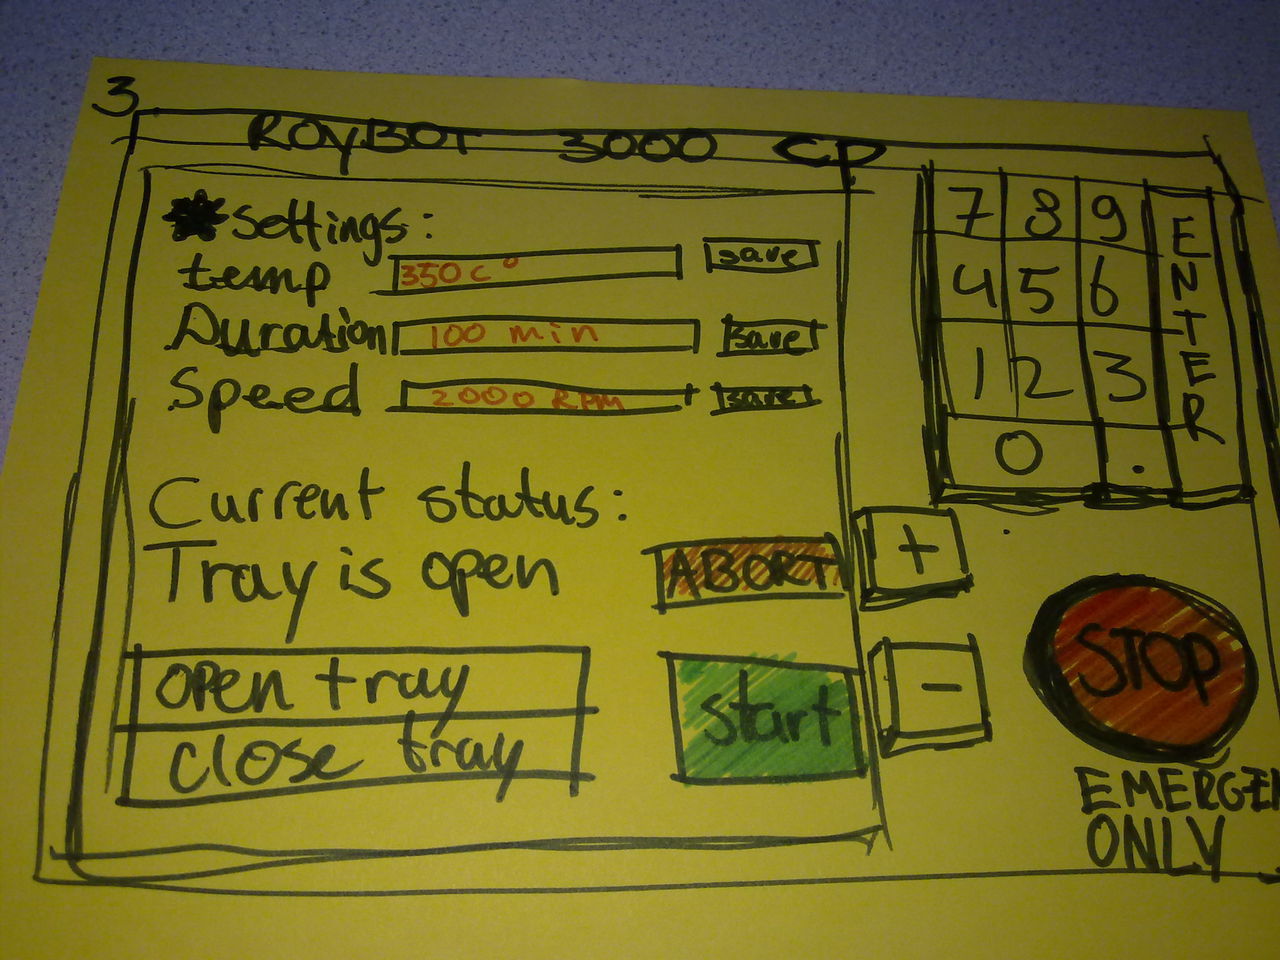 3
ROYBOT 3000 CP
Settings:
temp 350 c° save
Duration 100 min save
Speed 2000 RPM save
Current status:
Tray is open
ABORT
open tray
close tray
start
7 8 9
4 5 6
1 2 3
0 .
ENTER
+
-
STOP
EMERGEN
ONLY